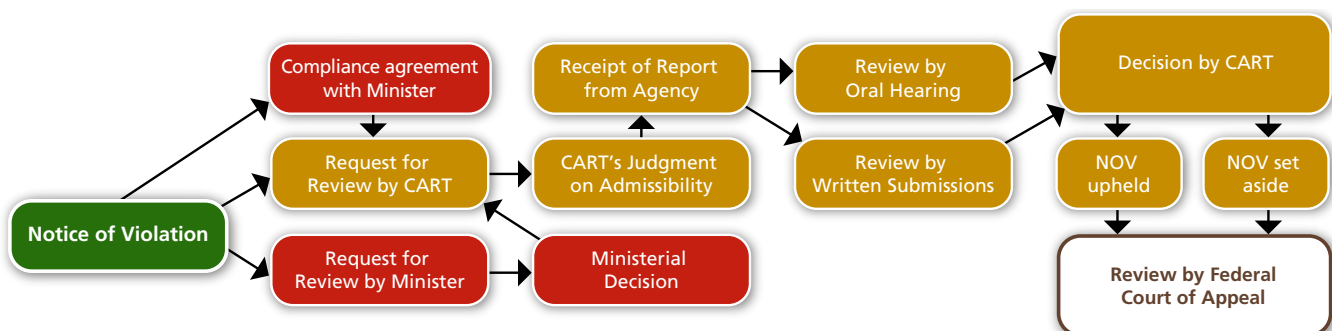 Notice of Violation
Compliance agreement
with Minister
Request for
Review by CART
Request for
Review by Minister
Ministerial
Decision
CART's Judgment
on Admissibility
Receipt of Report
from Agency
Review by
Oral Hearing
Review by
Written Submissions
Decision by CART
NOV
upheld
NOV set
aside
Review by Federal
Court of Appeal